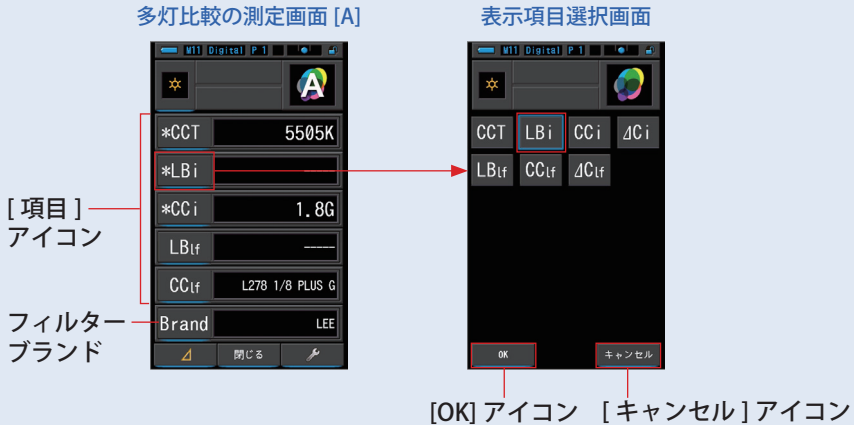 多灯比較の測定画面 [A]
M11 Digital P 1
A
*CCT 5505K
*LBi -----
*CCi 1.8G
LBlf -----
CClf L278 1/8 PLUS G
Brand LEE
閉じる
[ 項目 ]
アイコン
フィルター
ブランド
表示項目選択画面
M11 Digital P 1
CCT LBi CCi ⊿Ci
LBlf CClf ⊿Clf
OK キャンセル
[OK] アイコン [ キャンセル ] アイコン